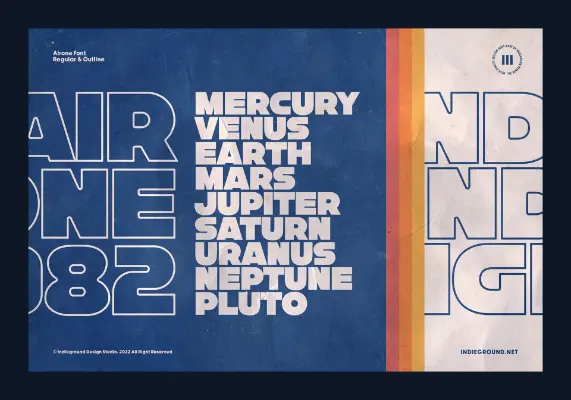 Airone Font
Regular & Outline
AIR
ONE
982
MERCURY
VENUS
EARTH
MARS
JUPITER
SATURN
URANUS
NEPTUNE
PLUTO
ND
ND
IGI
© Indieground Design Studio. 2022 All Right Reserved
INDIEGROUND.NET